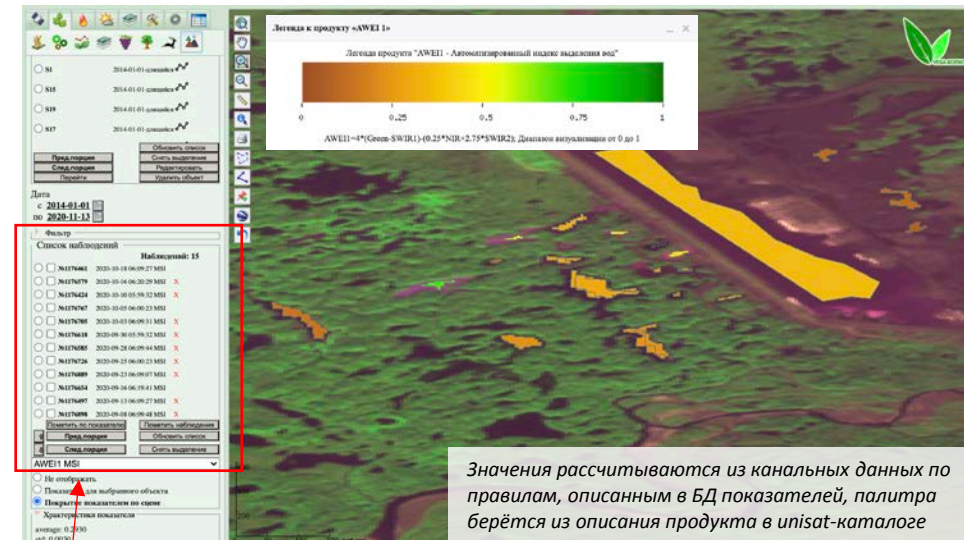 Легенда к продукту «AWEI 1»
Легенда продукта "AWEI1 - Автоматизированный индекс выделения вод"
0 0,25 0,5 0,75 1
AWEI1=4*(Green-SWIR1)-(0.25*NIR+2.75*SWIR2); Диапазон визуализации от 0 до 1
S1 2014-01-01-длящийся
S15 2014-01-01-длящийся
S19 2014-01-01-длящийся
S17 2014-01-01-длящийся
Обновить список
Пред.порция Снять выделение
След.порция Редактировать
Перейти Удалить объект
Дата
с 2014-01-01
по 2020-11-13
Фильтр
Список наблюдений
Наблюдений: 15
№1176461 2020-10-18 06:09:27 MSI
№1176579 2020-10-16 06:20:29 MSI X
№1176424 2020-10-10 05:59:32 MSI X
№1176767 2020-10-05 06:00:23 MSI
№1176705 2020-10-03 06:09:31 MSI X
№1176618 2020-09-30 05:59:32 MSI X
№1176585 2020-09-28 06:09:44 MSI X
№1176726 2020-09-25 06:00:23 MSI X
№1176889 2020-09-23 06:09:07 MSI X
№1176654 2020-09-16 06:19:41 MSI
№1176497 2020-09-13 06:09:27 MSI X
№1176898 2020-09-08 06:09:48 MSI X
Пометить по показателю Пометить наблюдения
Пред.порция Обновить список
След.порция Снять выделение
AWEI1 MSI
Не отображать
для выбранного объекта
Покрытие показателем по сцене
Характеристики показателя
average: 0.2930
Значения рассчитываются из канальных данных по
правилам, описанным в БД показателей, палитра
берётся из описания продукта в unisat-каталоге